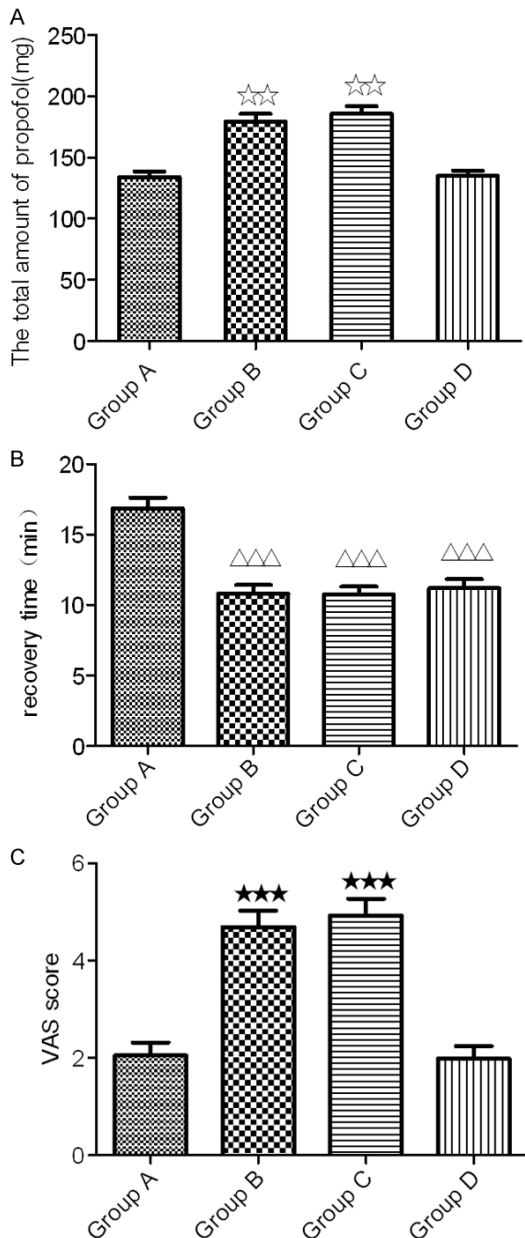 A
The total amount of propofol(mg)
250
200
150
100
50
0
☆☆
☆☆
Group A
Group B
Group C
Group D
B
recovery time（min）
20
15
10
5
0
△△△
△△△
△△△
Group A
Group B
Group C
Group D
C
VAS score
6
4
2
0
★★★
★★★
Group A
Group B
Group C
Group D